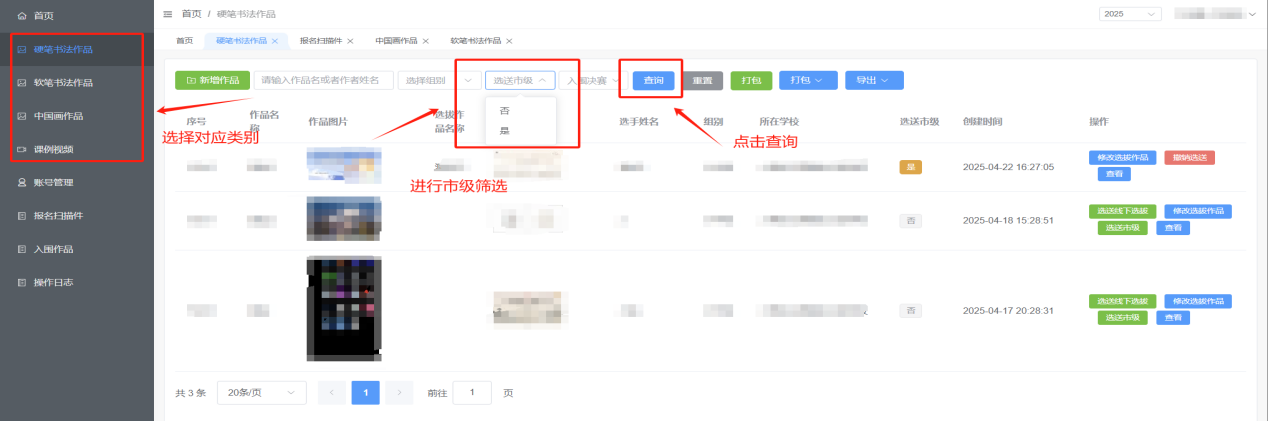 首页
硬笔书法作品
软笔书法作品
中国画作品
课例视频
账号管理
报名扫描件
入围作品
操作日志
首页 / 硬笔书法作品
2025
首页 硬笔书法作品 × 报名扫描件 × 中国画作品 × 软笔书法作品 ×
新增作品 请输入作品名或者作者姓名 选择组别 选送市级 入围决赛 查询 重置 打包 打包 导出
否
是
选择对应类别
进行市级筛选
点击查询
序号 作品名称 作品图片 选拔作品名称 选手姓名 组别 所在学校 选送市级 创建时间 操作
是 2025-04-22 16:27:05 修改选拔作品 撤销选送
查看
否 2025-04-18 15:28:51 选送线下选拔 修改选拔作品
选送市级 查看
否 2025-04-17 20:28:31 选送线下选拔 修改选拔作品
选送市级 查看
共 3 条 20条/页 1 前往 1 页